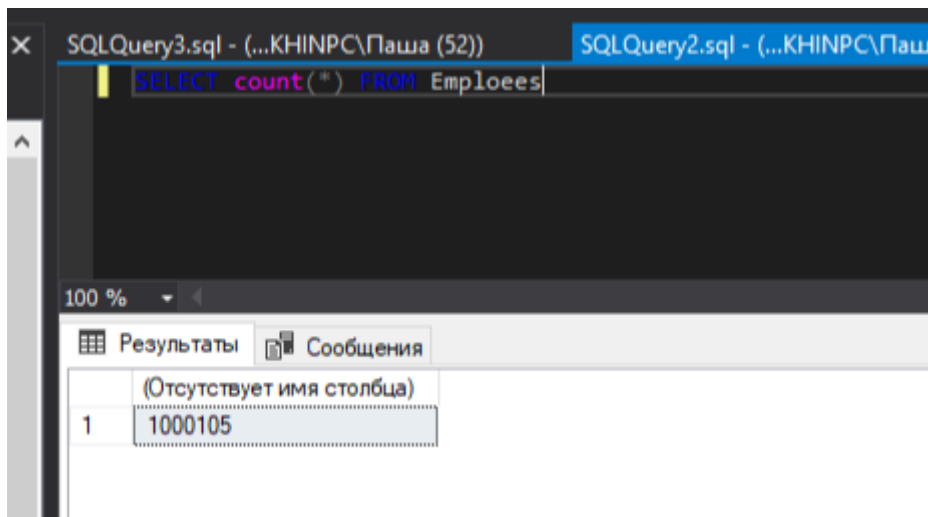 SQLQuery3.sql - (...KHINPC\Паша (52))
SQLQuery2.sql - (...KHINPC\Паш
SELECT count(*) FROM Emploees
100 %
Результаты
Сообщения
(Отсутствует имя столбца)
1 1000105